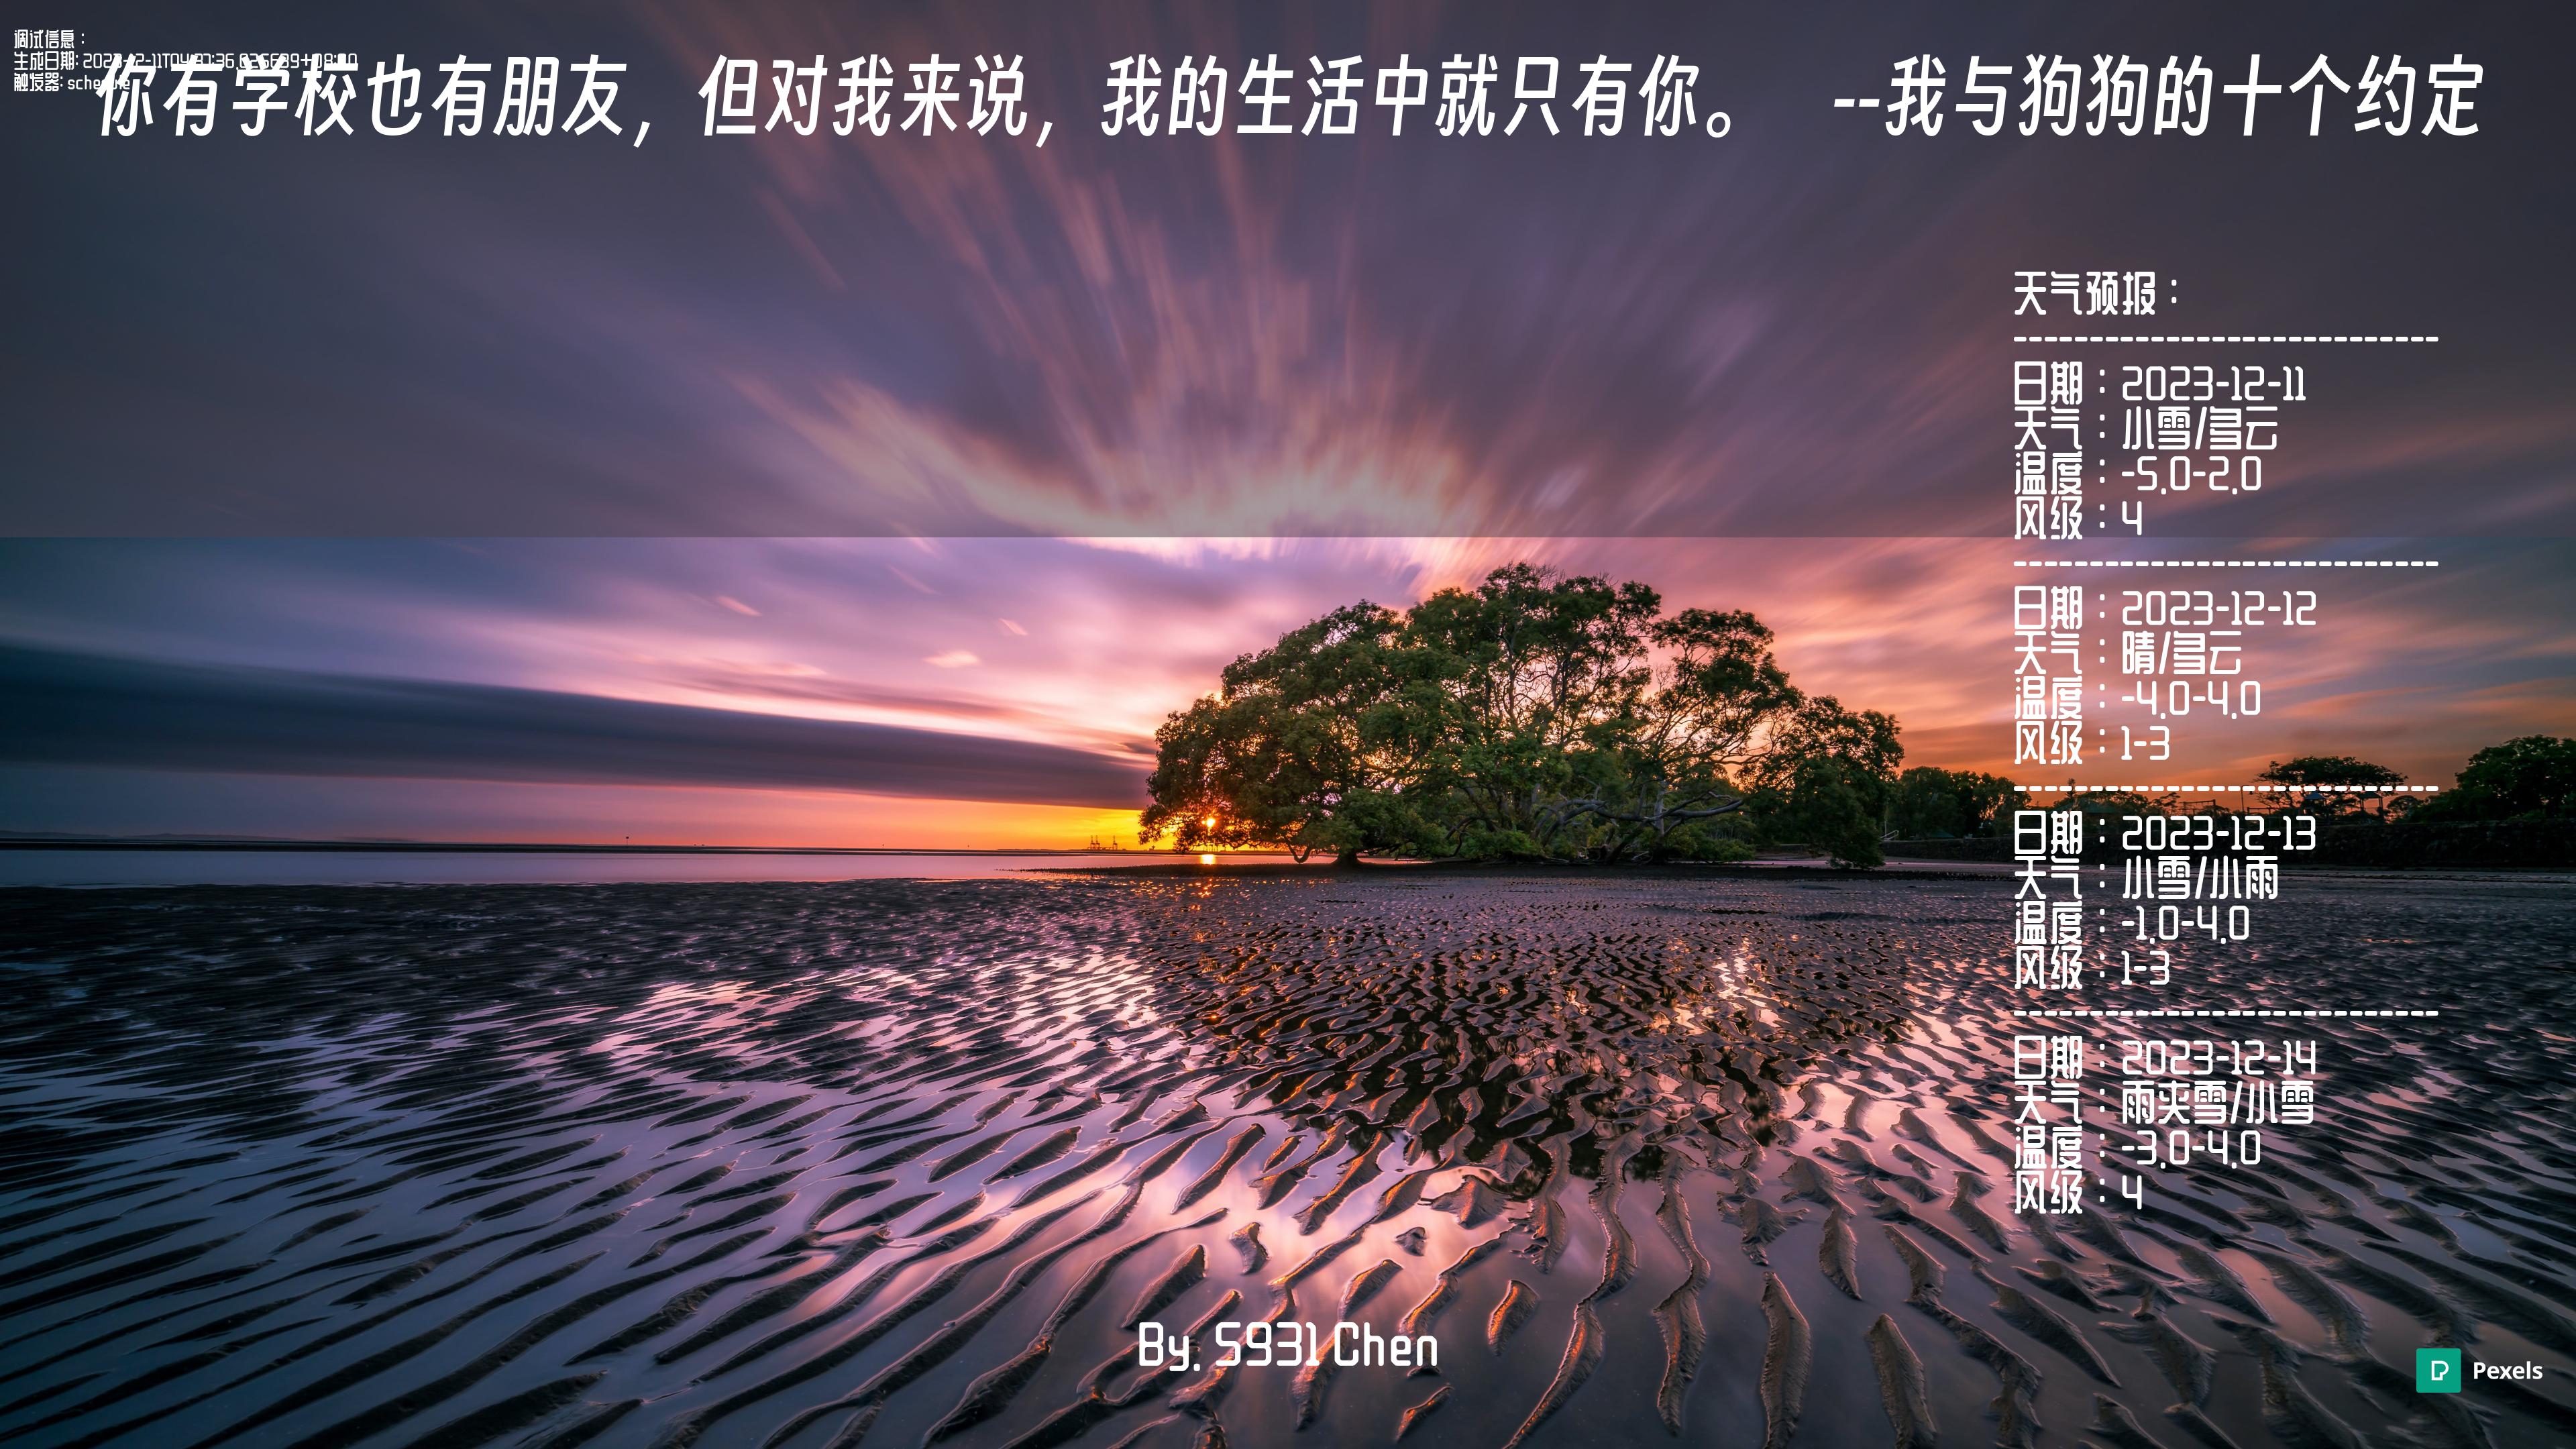 调试信息：
生成日期: 2023-12-11T04:37:36.826699+08:00
触发器: schedule
你有学校也有朋友，但对我来说，我的生活中就只有你。 --我与狗狗的十个约定
天气预报：
----------------------------
日期：2023-12-11
天气：小雪/多云
温度：-5.0-2.0
风级：4
----------------------------
日期：2023-12-12
天气：晴/多云
温度：-4.0-4.0
风级：1-3
----------------------------
日期：2023-12-13
天气：小雪/小雨
温度：-1.0-4.0
风级：1-3
----------------------------
日期：2023-12-14
天气：雨夹雪/小雪
温度：-3.0-4.0
风级：4
By. S931 Chen
Pexels